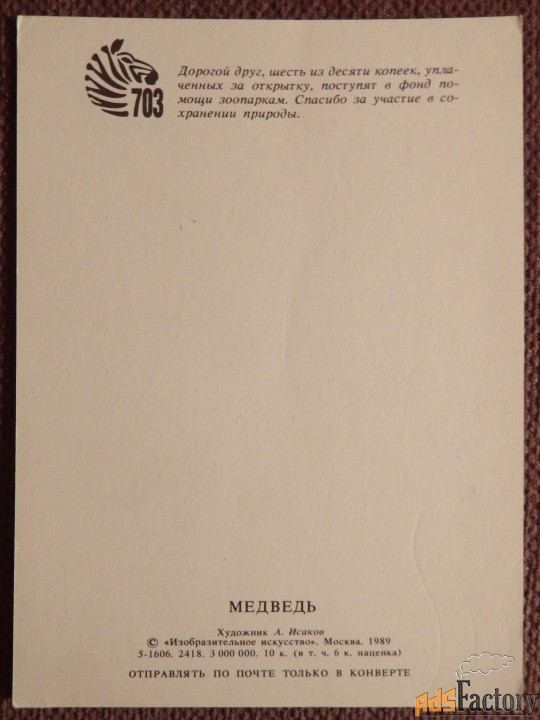 703
Дорогой друг, шесть из десяти копеек, упла-
ченных за открытку, поступят в фонд по-
мощи зоопаркам. Спасибо за участие в со-
хранении природы.
МЕДВЕДЬ
Художник А. Исаков
© «Изобразительное искусство». Москва. 1989
5-1606. 2418. 3 000 000. 10 к. (в т. ч. 6 к. наценка)
ОТПРАВЛЯТЬ ПО ПОЧТЕ ТОЛЬКО В КОНВЕРТЕ
AdsFactory